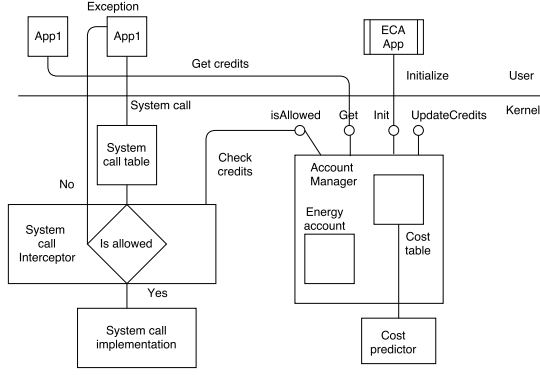 Exception
App1
App1
ECA
App
Get credits
Initialize
User
System call
Kernel
isAllowed
Get
Init
UpdateCredits
System
call table
Check
credits
Account
Manager
No
Energy
account
System
call
Interceptor
Is allowed
Cost
table
Yes
System call
implementation
Cost
predictor